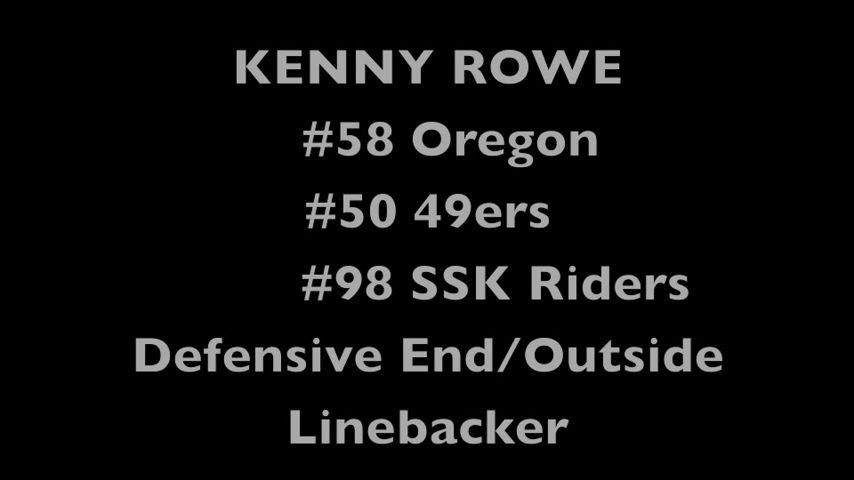 KENNY ROWE
#58 Oregon
#50 49ers
#98 SSK Riders
Defensive End/Outside
Linebacker